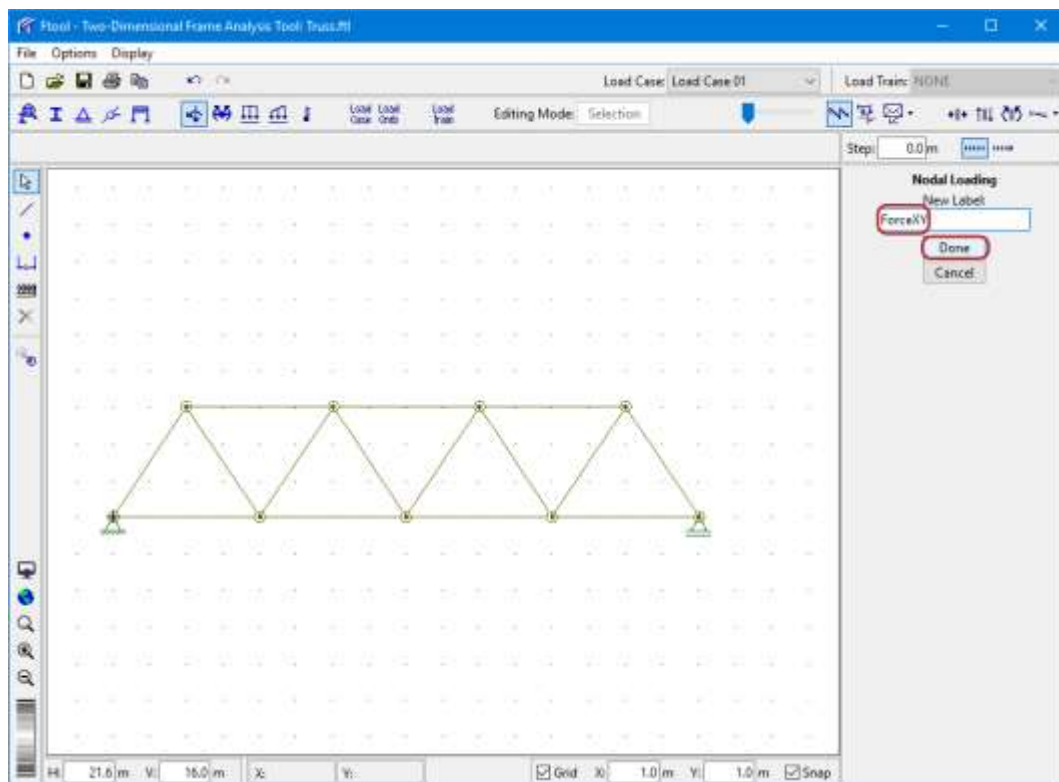 Ftool - Two-Dimensional Frame Analysis Tool: Truss.ftl
File Options Display
Load Case: Load Case 01 Load Train: NONE
Load Case Load Comb Load Train Editing Mode: Selection
Step: 0.0 m
Nodal Loading
New Label:
ForceXY
Done
Cancel
H: 21.6 m V: 16.0 m X: Y: Grid X: 1.0 m Y: 1.0 m Snap